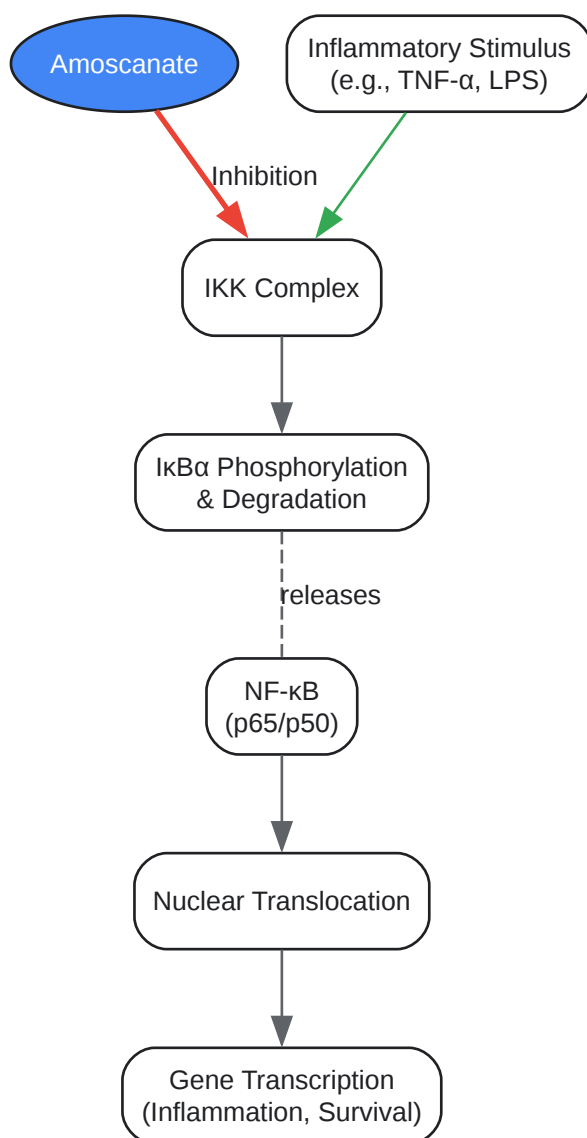 Amoscanate
Inflammatory Stimulus
(e.g., TNF-α, LPS)
Inhibition
IKK Complex
IκBα Phosphorylation
& Degradation
releases
NF-κB
(p65/p50)
Nuclear Translocation
Gene Transcription
(Inflammation, Survival)